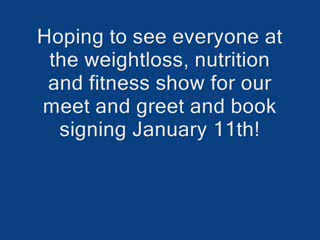 Hoping to see everyone at
the weightloss, nutrition
and fitness show for our
meet and greet and book
signing January 11th!